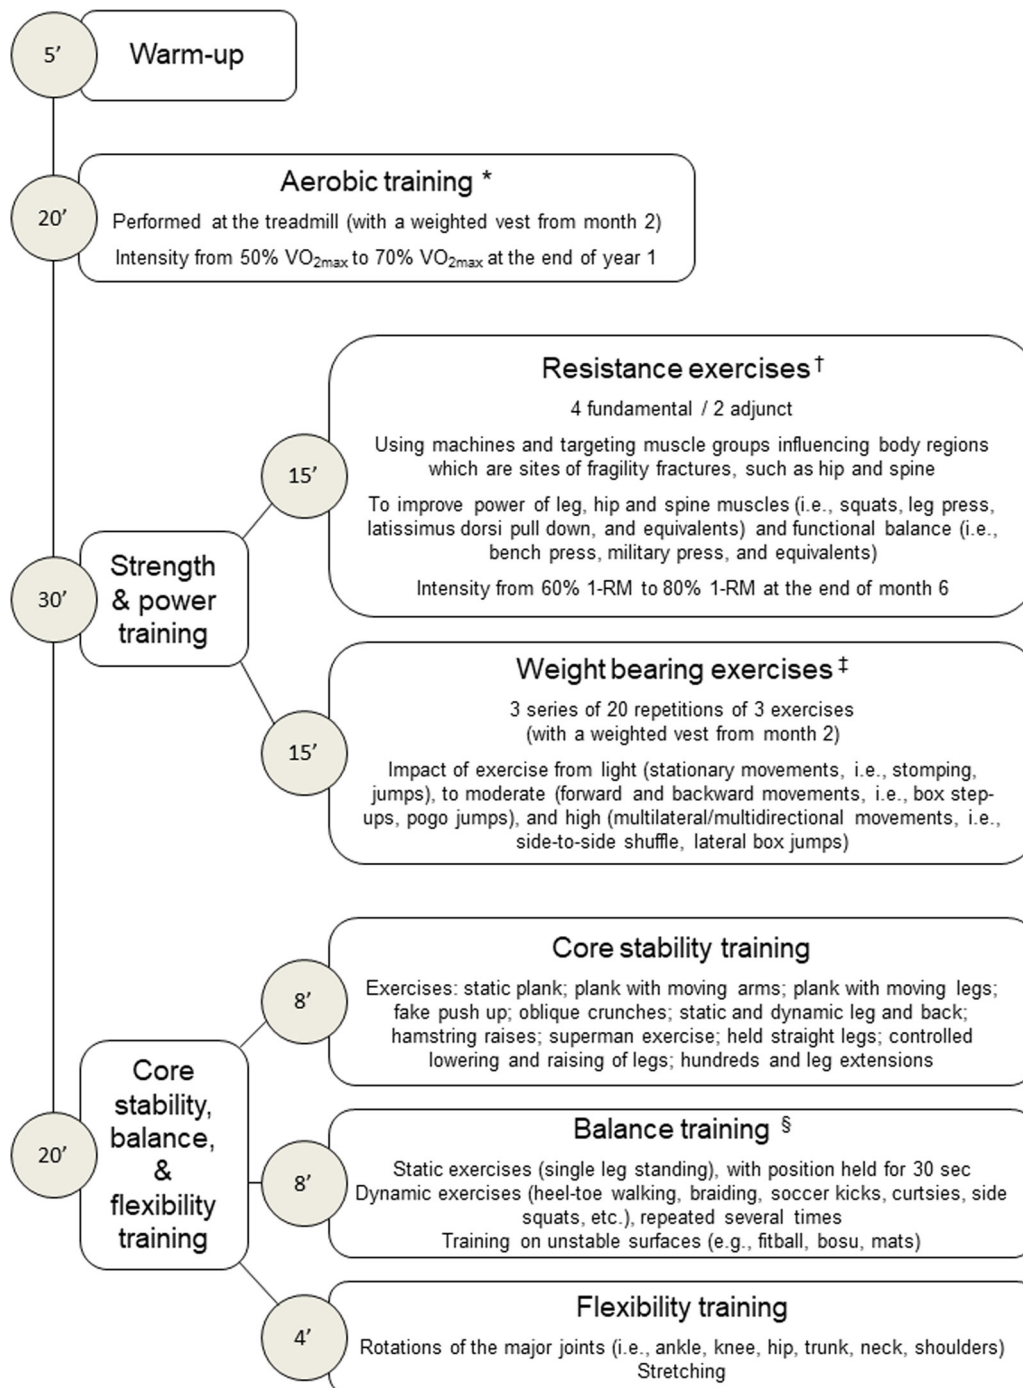 5’
Warm-up
20’
Aerobic training *
Performed at the treadmill (with a weighted vest from month 2)
Intensity from 50% VO2max to 70% VO2max at the end of year 1
30’
Strength
& power
training
15’
Resistance exercises†
4 fundamental / 2 adjunct
Using machines and targeting muscle groups influencing body regions
which are sites of fragility fractures, such as hip and spine
To improve power of leg, hip and spine muscles (i.e., squats, leg press,
latissimus dorsi pull down, and equivalents) and functional balance (i.e.,
bench press, military press, and equivalents)
Intensity from 60% 1-RM to 80% 1-RM at the end of month 6
15’
Weight bearing exercises‡
3 series of 20 repetitions of 3 exercises
(with a weighted vest from month 2)
Impact of exercise from light (stationary movements, i.e., stomping,
jumps), to moderate (forward and backward movements, i.e., box step-
ups, pogo jumps), and high (multilateral/multidirectional movements, i.e.,
side-to-side shuffle, lateral box jumps)
20’
Core
stability,
balance,
&
flexibility
training
8’
Core stability training
Exercises: static plank; plank with moving arms; plank with moving legs;
fake push up; oblique crunches; static and dynamic leg and back;
hamstring raises; superman exercise; held straight legs; controlled
lowering and raising of legs; hundreds and leg extensions
8’
Balance training §
Static exercises (single leg standing), with position held for 30 sec
Dynamic exercises (heel-toe walking, braiding, soccer kicks, curtsies, side
squats, etc.), repeated several times
Training on unstable surfaces (e.g., fitball, bosu, mats)
4’
Flexibility training
Rotations of the major joints (i.e., ankle, knee, hip, trunk, neck, shoulders)
Stretching